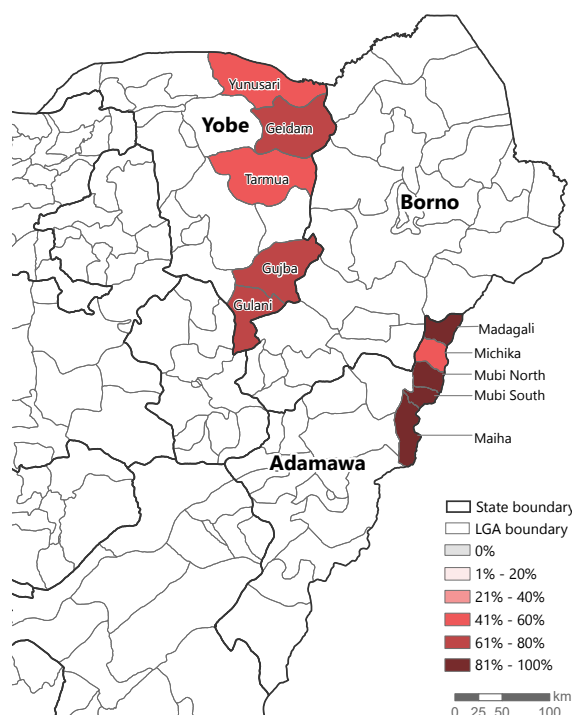 Yunusari
Yobe
Geidam
Tarmua
Borno
Gujba
Gulani
Madagali
Michika
Mubi North
Mubi South
Maiha
Adamawa
State boundary
LGA boundary
0%
1% - 20%
21% - 40%
41% - 60%
61% - 80%
81% - 100%
km
0 25 50 100